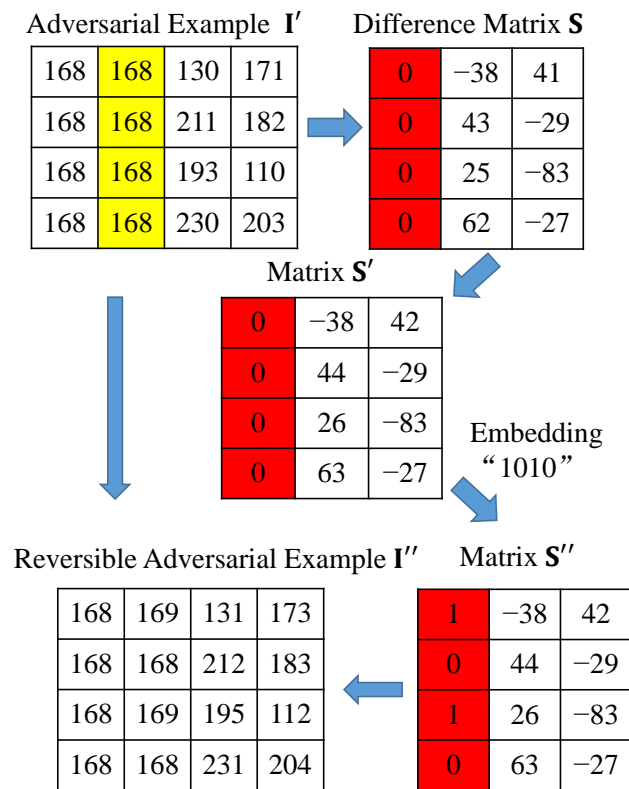 Adversarial Example I′ Difference Matrix S
168 168 130 171
168 168 211 182
168 168 193 110
168 168 230 203
0 −38 41
0 43 −29
0 25 −83
0 62 −27
Matrix S′
0 −38 42
0 44 −29
0 26 −83
0 63 −27
Embedding
“1010”
Reversible Adversarial Example I′′ Matrix S′′
168 169 131 173
168 168 212 183
168 169 195 112
168 168 231 204
1 −38 42
0 44 −29
1 26 −83
0 63 −27